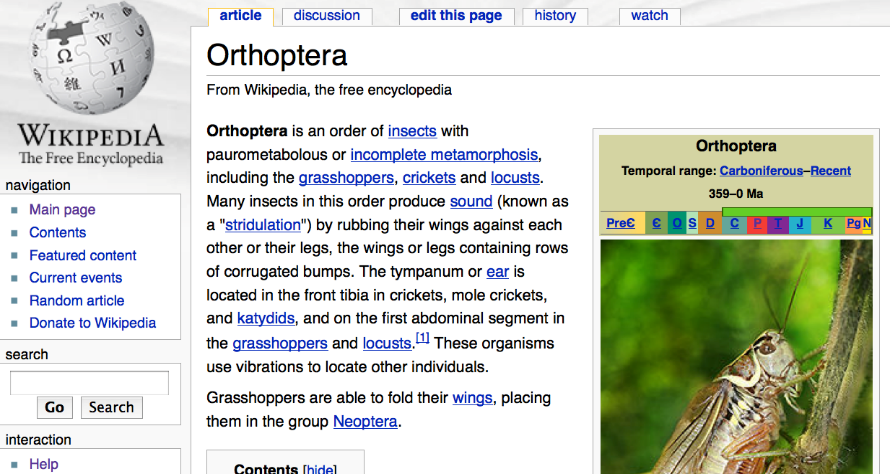 article
discussion
edit this page
history
watch
Ω
W
И
WIKIPEDIA
The Free Encyclopedia
navigation
Main page
Contents
Featured content
Current events
Random article
Donate to Wikipedia
search
Go
Search
interaction
Help
Orthoptera
From Wikipedia, the free encyclopedia
Orthoptera is an order of insects with
paurometabolous or incomplete metamorphosis,
including the grasshoppers, crickets and locusts.
Many insects in this order produce sound (known as
a "stridulation") by rubbing their wings against each
other or their legs, the wings or legs containing rows
of corrugated bumps. The tympanum or ear is
located in the front tibia in crickets, mole crickets,
and katydids, and on the first abdominal segment in
the grasshoppers and locusts.[1] These organisms
use vibrations to locate other individuals.
Grasshoppers are able to fold their wings, placing
them in the group Neoptera.
Contents [hide]
Orthoptera
Temporal range: Carboniferous–Recent
359–0 Ma
PreЄ Є O S D C P T J K Pg N